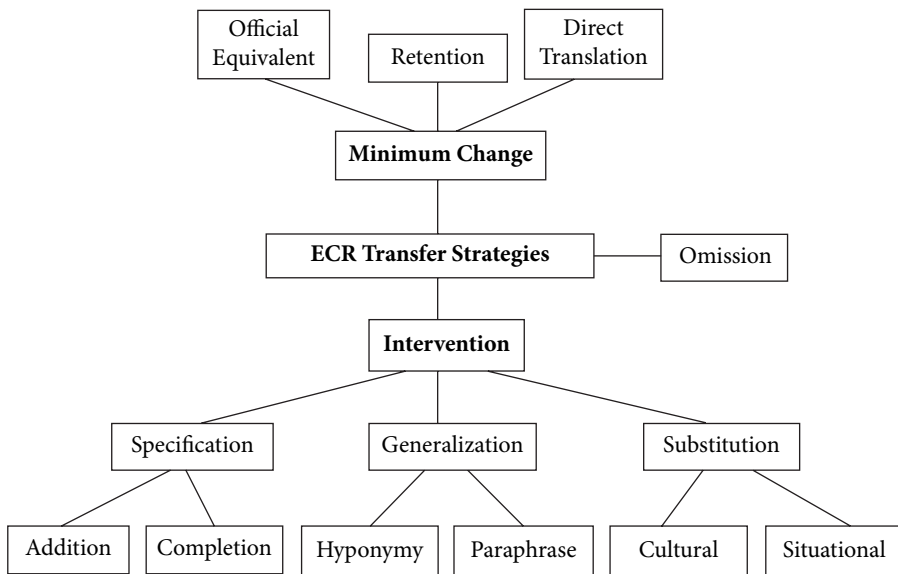 Official
Equivalent
Retention
Direct
Translation
Minimum Change
ECR Transfer Strategies
Omission
Intervention
Specification
Generalization
Substitution
Addition
Completion
Hyponymy
Paraphrase
Cultural
Situational